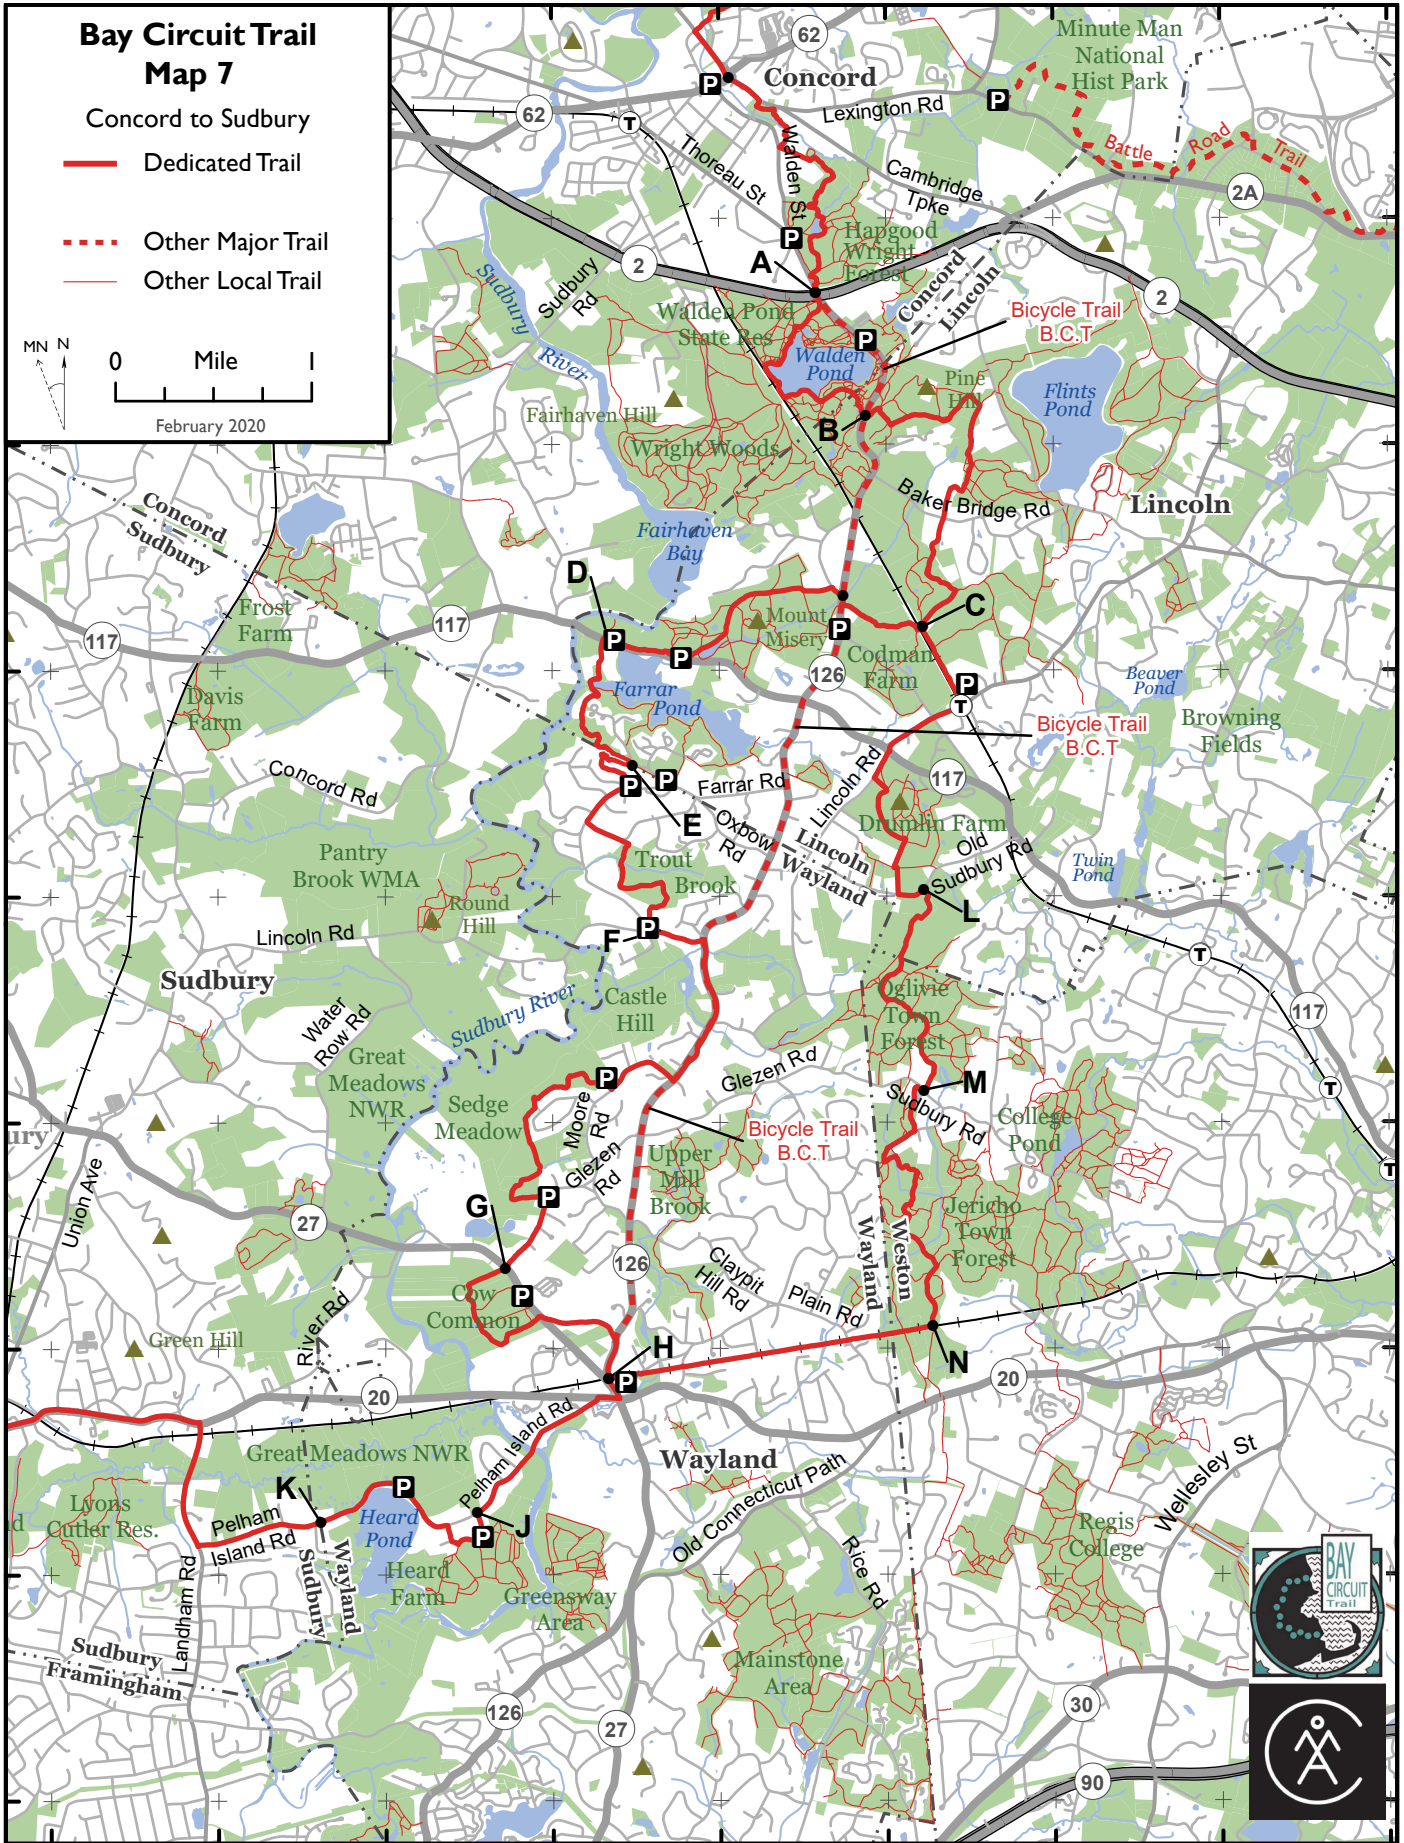 Bay Circuit Trail
Map 7
Concord to Sudbury
Dedicated Trail
Other Major Trail
Other Local Trail
MN N
0 Mile 1
February 2020
62
Concord
Minute Man
National
Hist Park
P
P
Lexington Rd
62
T
Walden St
Thoreau St
Battle Road Trail
Cambridge
Tpke
2A
P
Hapgood
Wright
Forest
A
2
Sudbury
Rd
Sudbury
River
Concord
Lincoln
2
Walden Pond
State Res
Bicycle Trail
B.C.T
P
Walden
Pond
Pine
Hill
Flints
Pond
Fairhaven Hill
B
Wright Woods
Baker Bridge Rd
Lincoln
Concord
Sudbury
Fairhaven
Bay
D
Frost
Farm
117
117
P
P
Mount
Misery
P
C
Codman
Farm
126
P
T
Beaver
Pond
Davis
Farm
Farrar
Pond
Browning
Fields
Bicycle Trail
B.C.T
Concord Rd
P
P
Farrar Rd
Lincoln Rd
117
E
Oxbow
Rd
Drumlin Farm
Lincoln
Wayland
Old
Sudbury Rd
Pantry
Brook WMA
Trout
Brook
Twin
Pond
Round
Hill
L
Lincoln Rd
F
P
T
Sudbury
Sudbury River
Castle
Hill
Oglivie
Town
Forest
117
Water
Row Rd
Great
Meadows
NWR
P
Glezen Rd
M
T
Sedge
Meadow
Moore
Rd
Sudbury Rd
College
Pond
ury
Bicycle Trail
B.C.T
Glezen
Rd
Upper
Mill
Brook
T
Union Ave
P
G
27
Jericho
Town
Forest
Wayland
Weston
126
Claypit
Hill Rd
Plain Rd
Cow
Common
P
River Rd
Green Hill
H
P
N
20
20
Pelham Island Rd
Great Meadows NWR
Wayland
Wellesley St
Old Connecticut Path
K
P
Lyons
Cutler Res.
d
Pelham
Island Rd
Heard
Pond
J
P
Regis
College
Rice Rd
Sudbury
Wayland
Heard
Farm
Greensway
Area
Landham Rd
BAY
CIRCUIT
Trail
Sudbury
Framingham
Mainstone
Area
126
27
30
90